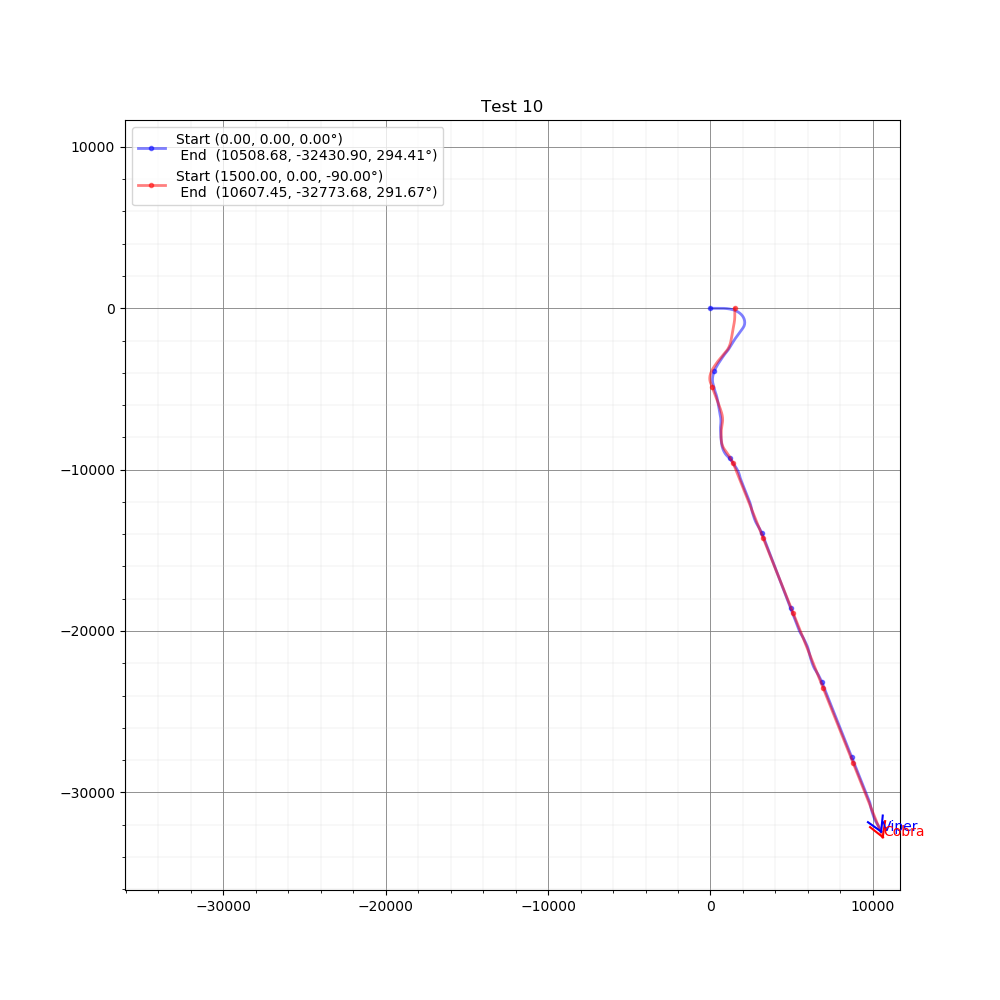 Test 10
Start (0.00, 0.00, 0.00°)
End  (10508.68, -32430.90, 294.41°)
Start (1500.00, 0.00, -90.00°)
End  (10607.45, -32773.68, 291.67°)
10000
0
−10000
−20000
−30000
Viper
Cobra
−30000
−20000
−10000
0
10000